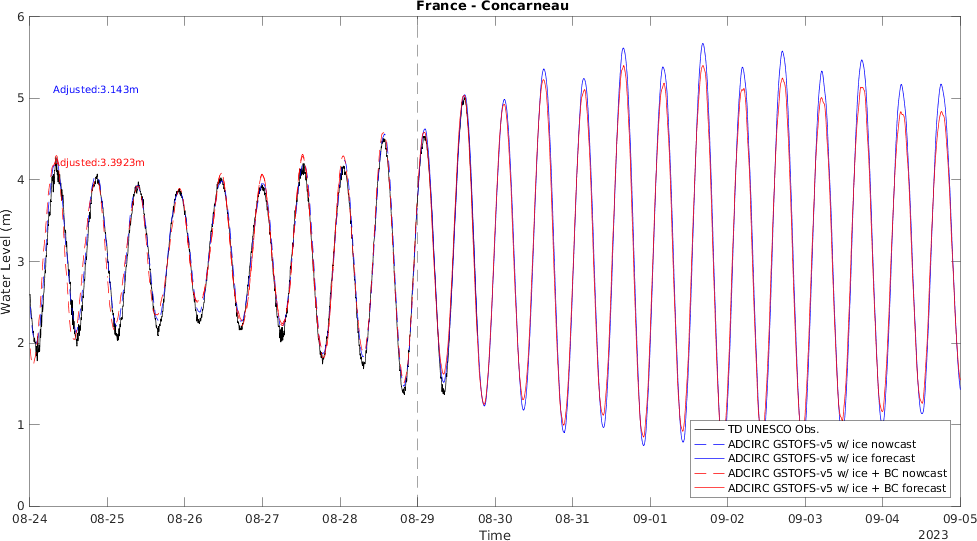 France - Concarneau
6
5
4
3
2
1
0
Water Level (m)
Adjusted:3.143m
Adjusted:3.3923m
TD UNESCO Obs.
ADCIRC GSTOFS-v5 w/ ice nowcast
ADCIRC GSTOFS-v5 w/ ice forecast
ADCIRC GSTOFS-v5 w/ ice + BC nowcast
ADCIRC GSTOFS-v5 w/ ice + BC forecast
08-24 08-25 08-26 08-27 08-28 08-29 08-30 08-31 09-01 09-02 09-03 09-04 09-05
Time
2023